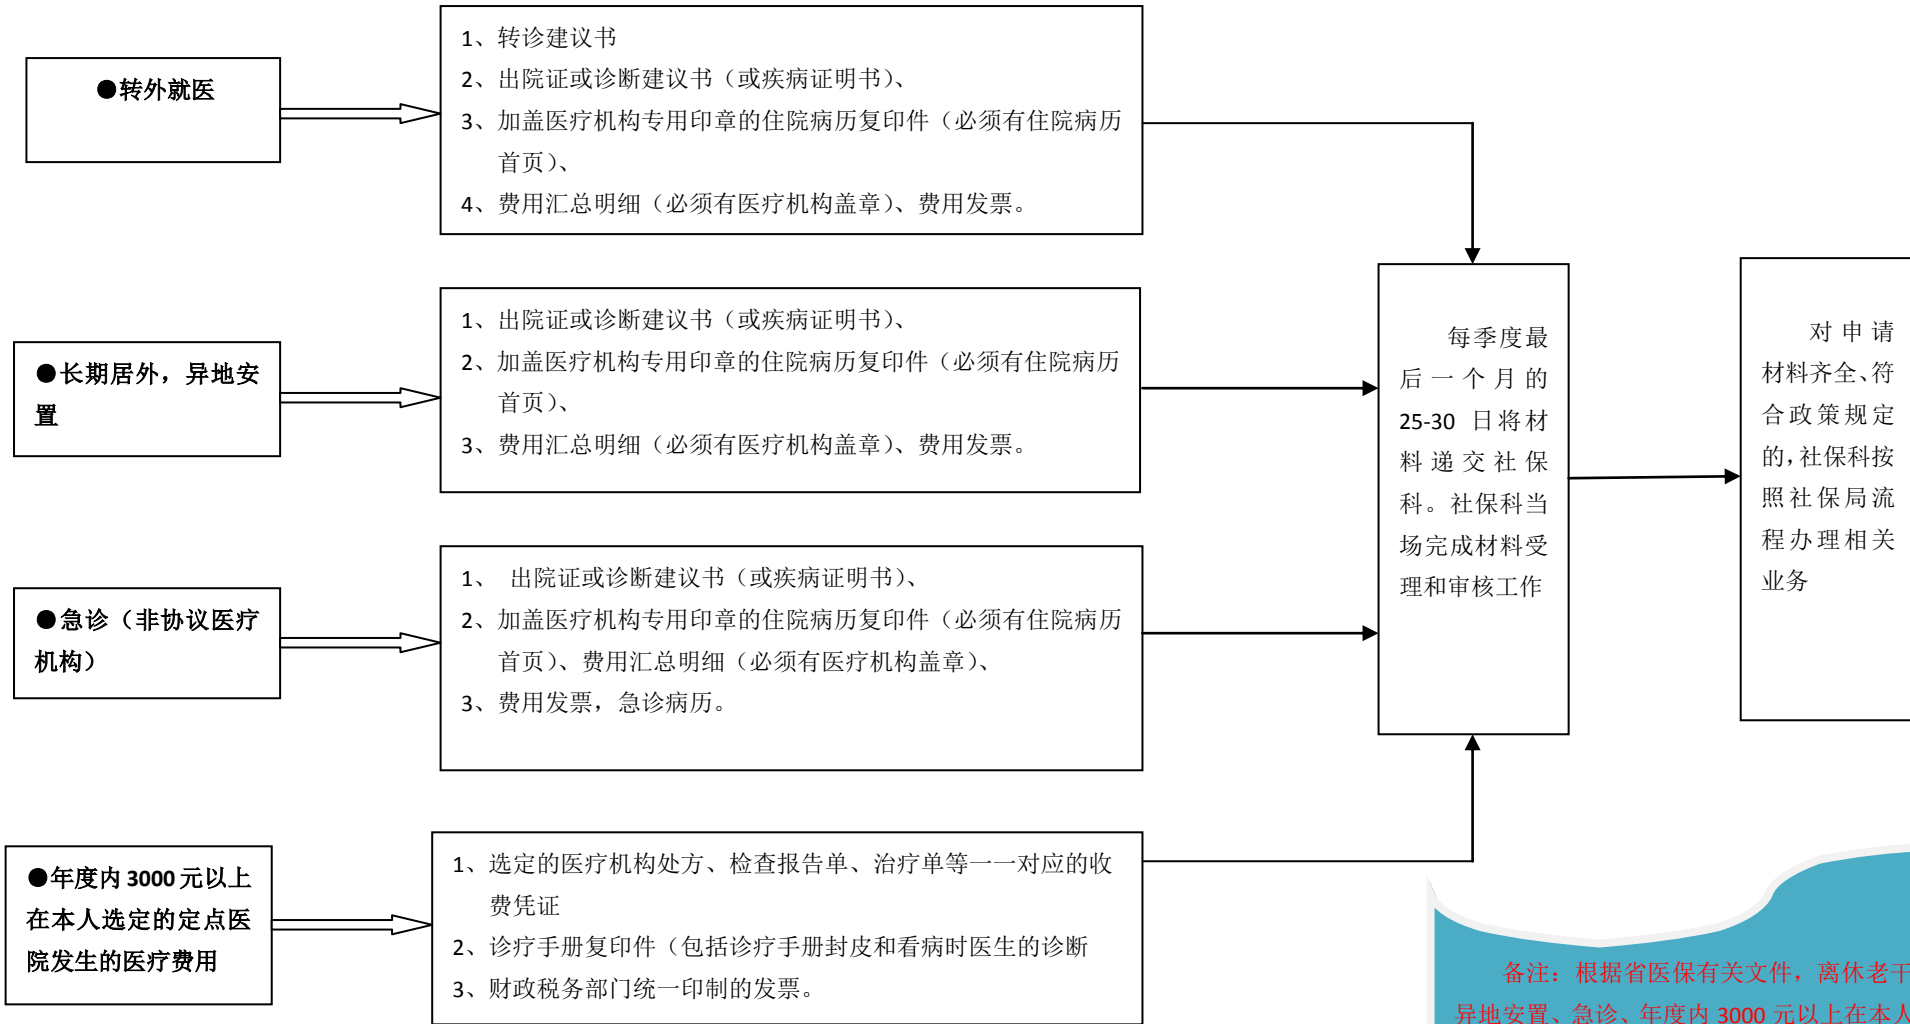 ●转外就医
1、转诊建议书
2、出院证或诊断建议书（或疾病证明书）、
3、加盖医疗机构专用印章的住院病历复印件（必须有住院病历
首页）、
4、费用汇总明细（必须有医疗机构盖章）、费用发票。
●长期居外，异地安
置
1、出院证或诊断建议书（或疾病证明书）、
2、加盖医疗机构专用印章的住院病历复印件（必须有住院病历
首页）、
3、费用汇总明细（必须有医疗机构盖章）、费用发票。
●急诊（非协议医疗
机构）
1、 出院证或诊断建议书（或疾病证明书）、
2、加盖医疗机构专用印章的住院病历复印件（必须有住院病历
首页）、费用汇总明细（必须有医疗机构盖章）、
3、费用发票，急诊病历。
●年度内 3000 元以上
在本人选定的定点医
院发生的医疗费用
1、选定的医疗机构处方、检查报告单、治疗单等一一对应的收
费凭证
2、诊疗手册复印件（包括诊疗手册封皮和看病时医生的诊断
3、财政税务部门统一印制的发票。
每季度最
后一个月的
25-30 日将材
料递交社保
科。社保科当
场完成材料受
理和审核工作
对申请
材料齐全、符
合政策规定
的，社保科按
照社保局流
程办理相关
业务
备注：根据省医保有关文件，离休老干
异地安置、急诊、年度内 3000 元以上在本人